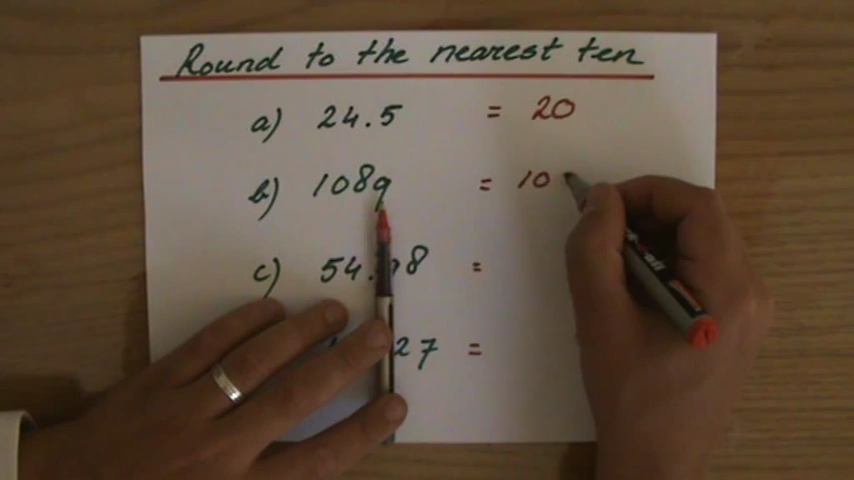 Round to the nearest ten
a) 24.5 = 20
b) 1089 = 10
c) 54. 8 =
27 =